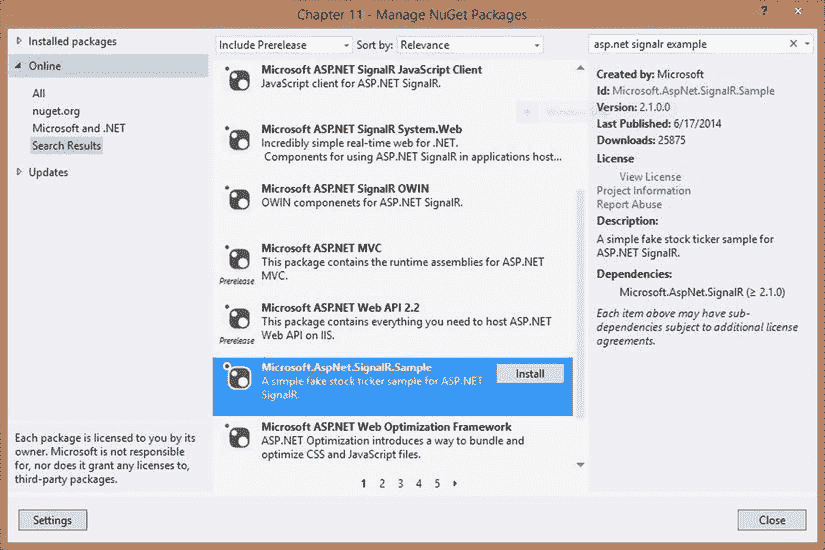 Chapter 11 - Manage NuGet Packages
? ×
Installed packages
Online
All
nuget.org
Microsoft and .NET
Search Results
Updates
Each package is licensed to you by its
owner. Microsoft is not responsible
for, nor does it grant any licenses to,
third-party packages.
Settings
Include Prerelease Sort by: Relevance
Microsoft ASP.NET SignalR JavaScript Client
JavaScript client for ASP.NET SignalR.
Microsoft ASP.NET SignalR System.Web
Incredibly simple real-time web for .NET.
Components for using ASP.NET SignalR in applications host...
Microsoft ASP.NET SignalR OWIN
OWIN componenets for ASP.NET SignalR.
Microsoft ASP.NET MVC
This package contains the runtime assemblies for ASP.NET
MVC.
Prerelease
Microsoft ASP.NET Web API 2.2
This package contains everything you need to host ASP.NET
Web API on IIS.
Prerelease
Microsoft.AspNet.SignalR.Sample
A simple fake stock ticker sample for ASP.NET
SignalR.
Install
Microsoft ASP.NET Web Optimization Framework
ASP.NET Optimization introduces a way to bundle and
optimize CSS and JavaScript files.
1 2 3 4 5
asp.net signalr example
Created by: Microsoft
Id: Microsoft.AspNet.SignalR.Sample
Version: 2.1.0.0
Last Published: 6/17/2014
Downloads: 25875
License
View License
Project Information
Report Abuse
Description:
A simple fake stock ticker sample for
ASP.NET SignalR.
Dependencies:
Microsoft.AspNet.SignalR (≥ 2.1.0)
Each item above may have sub-
dependencies subject to additional license
agreements.
Close